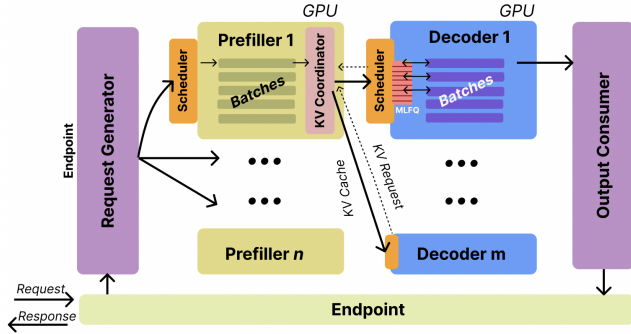 GPU
GPU
Prefiller 1
Decoder 1
Endpoint
Request Generator
Scheduler
Batches
KV Coordinator
Scheduler
MLFQ
Batches
Output Consumer
•••
•••
•••
•••
KV Cache
KV Request
Prefiller n
Decoder m
Request
Response
Endpoint